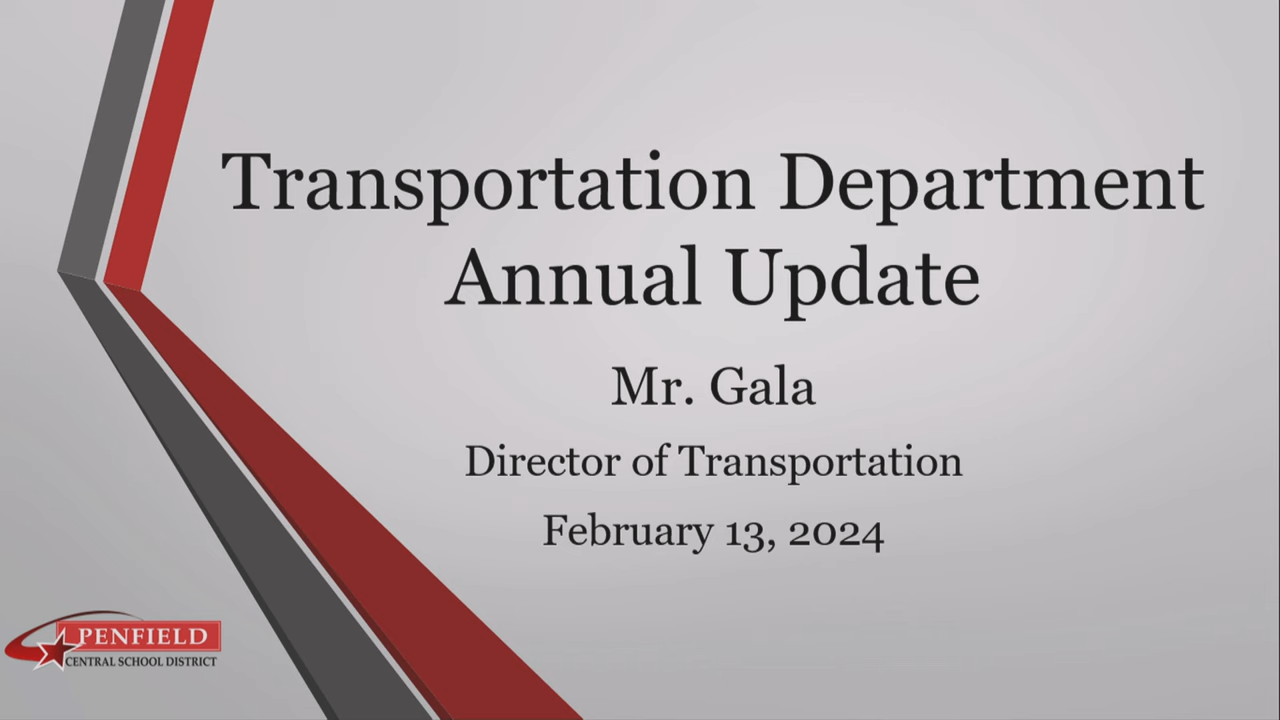 Transportation Department
Annual Update
Mr. Gala
Director of Transportation
February 13, 2024
PENFIELD
CENTRAL SCHOOL DISTRICT